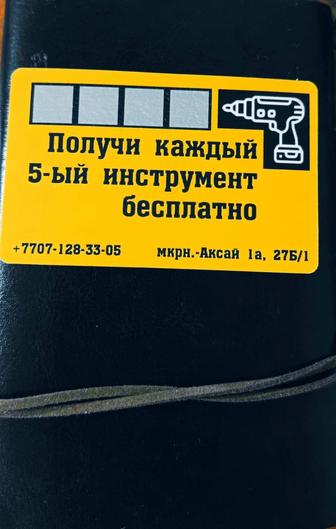 Получи каждый
5-ый инструмент
бесплатно
+7707-128-33-05 мкрн.-Аксай 1а, 27Б/1